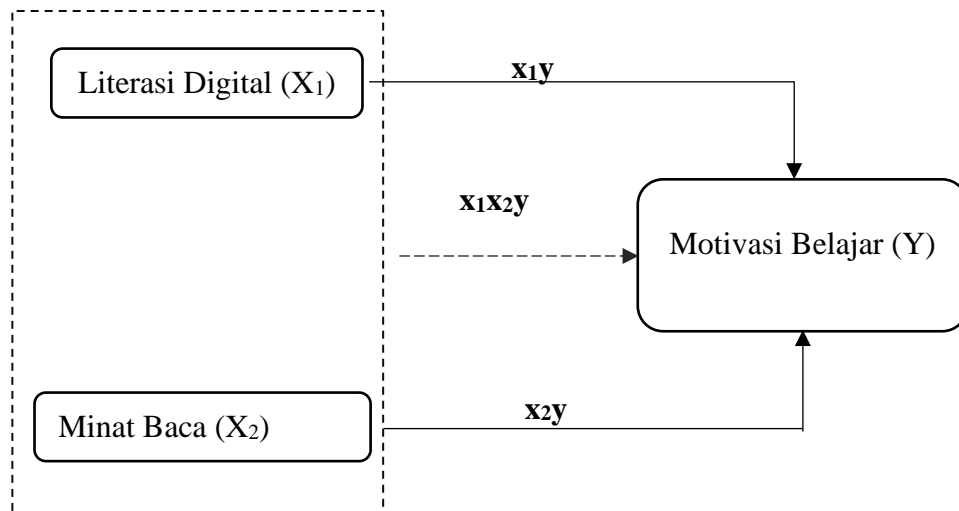 Literasi Digital (X₁)
x₁y
x₁x₂y
Motivasi Belajar (Y)
x₂y
Minat Baca (X₂)